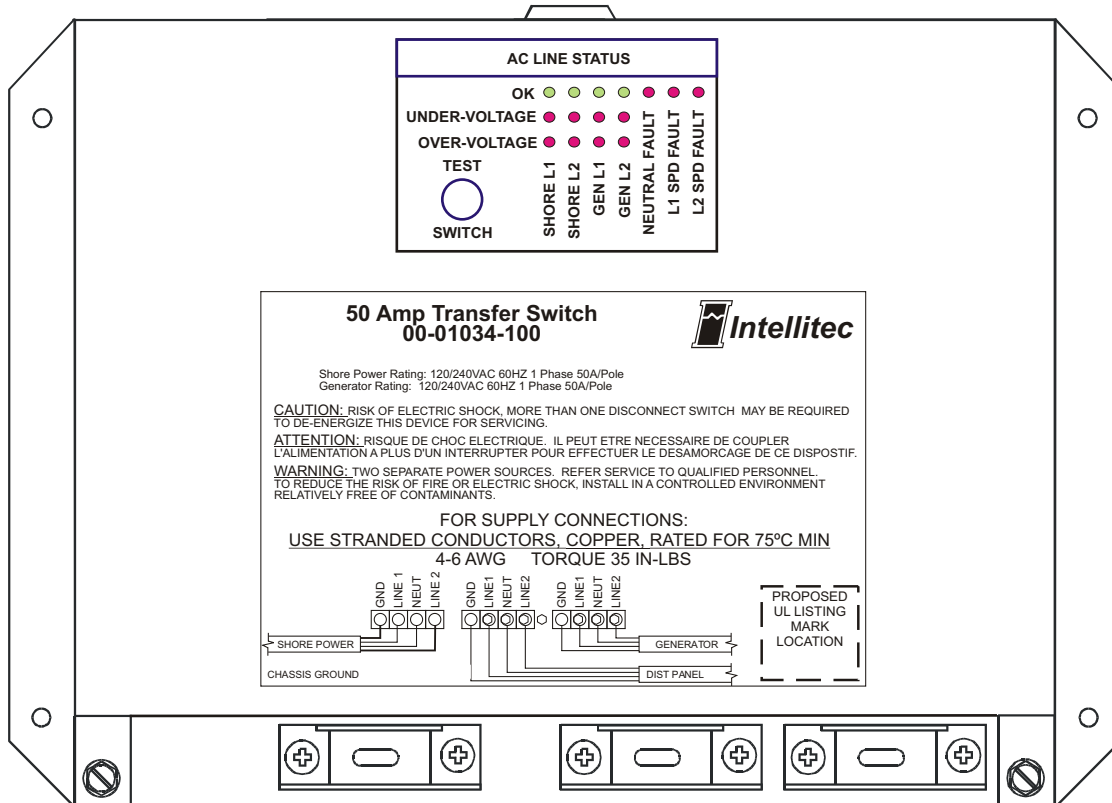 AC LINE STATUS
OK
UNDER-VOLTAGE
OVER-VOLTAGE
TEST
SWITCH
SHORE L1
SHORE L2
GEN L1
GEN L2
NEUTRAL FAULT
L1 SPD FAULT
L2 SPD FAULT
50 Amp Transfer Switch
00-01034-100
Intellitec
Shore Power Rating: 120/240VAC 60HZ 1 Phase 50A/Pole
Generator Rating: 120/240VAC 60HZ 1 Phase 50A/Pole
CAUTION: RISK OF ELECTRIC SHOCK, MORE THAN ONE DISCONNECT SWITCH MAY BE REQUIRED
TO DE-ENERGIZE THIS DEVICE FOR SERVICING.
ATTENTION: RISQUE DE CHOC ELECTRIQUE. IL PEUT ETRE NECESSAIRE DE COUPLER
L'ALIMENTATION A PLUS D'UN INTERRUPTER POUR EFFECTUER LE DESAMORCAGE DE CE DISPOSTIF.
WARNING: TWO SEPARATE POWER SOURCES. REFER SERVICE TO QUALIFIED PERSONNEL.
TO REDUCE THE RISK OF FIRE OR ELECTRIC SHOCK, INSTALL IN A CONTROLLED ENVIRONMENT
RELATIVELY FREE OF CONTAMINANTS.
FOR SUPPLY CONNECTIONS:
USE STRANDED CONDUCTORS, COPPER, RATED FOR 75ºC MIN
4-6 AWG TORQUE 35 IN-LBS
GND
LINE 1
NEUT
LINE 2
GND
LINE1
NEUT
LINE2
GND
LINE1
NEUT
LINE2
SHORE POWER
GENERATOR
CHASSIS GROUND
DIST PANEL
PROPOSED
UL LISTING
MARK
LOCATION